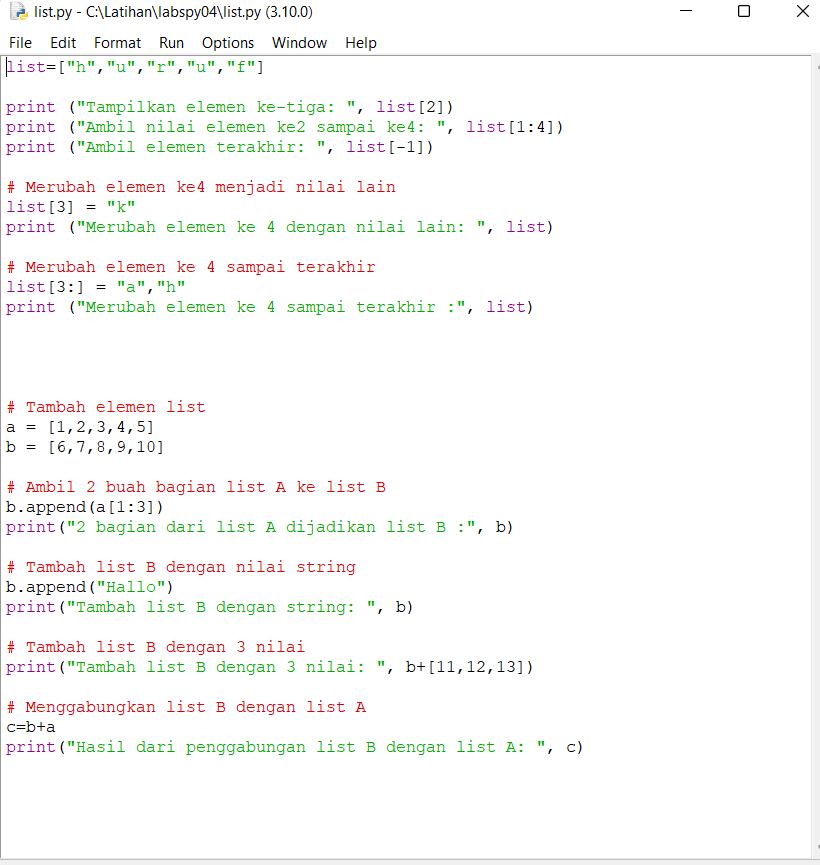 list.py - C:\Latihan\labspy04\list.py (3.10.0)
File Edit Format Run Options Window Help
list=["h","u","r","u","f"]
print ("Tampilkan elemen ke-tiga: ", list[2])
print ("Ambil nilai elemen ke2 sampai ke4: ", list[1:4])
print ("Ambil elemen terakhir: ", list[-1])
# Merubah elemen ke4 menjadi nilai lain
list[3] = "k"
print ("Merubah elemen ke 4 dengan nilai lain: ", list)
# Merubah elemen ke 4 sampai terakhir
list[3:] = "a","h"
print ("Merubah elemen ke 4 sampai terakhir :", list)
# Tambah elemen list
a = [1,2,3,4,5]
b = [6,7,8,9,10]
# Ambil 2 buah bagian list A ke list B
b.append(a[1:3])
print("2 bagian dari list A dijadikan list B :", b)
# Tambah list B dengan nilai string
b.append("Hallo")
print("Tambah list B dengan string: ", b)
# Tambah list B dengan 3 nilai
print("Tambah list B dengan 3 nilai: ", b+[11,12,13])
# Menggabungkan list B dengan list A
c=b+a
print("Hasil dari penggabungan list B dengan list A: ", c)